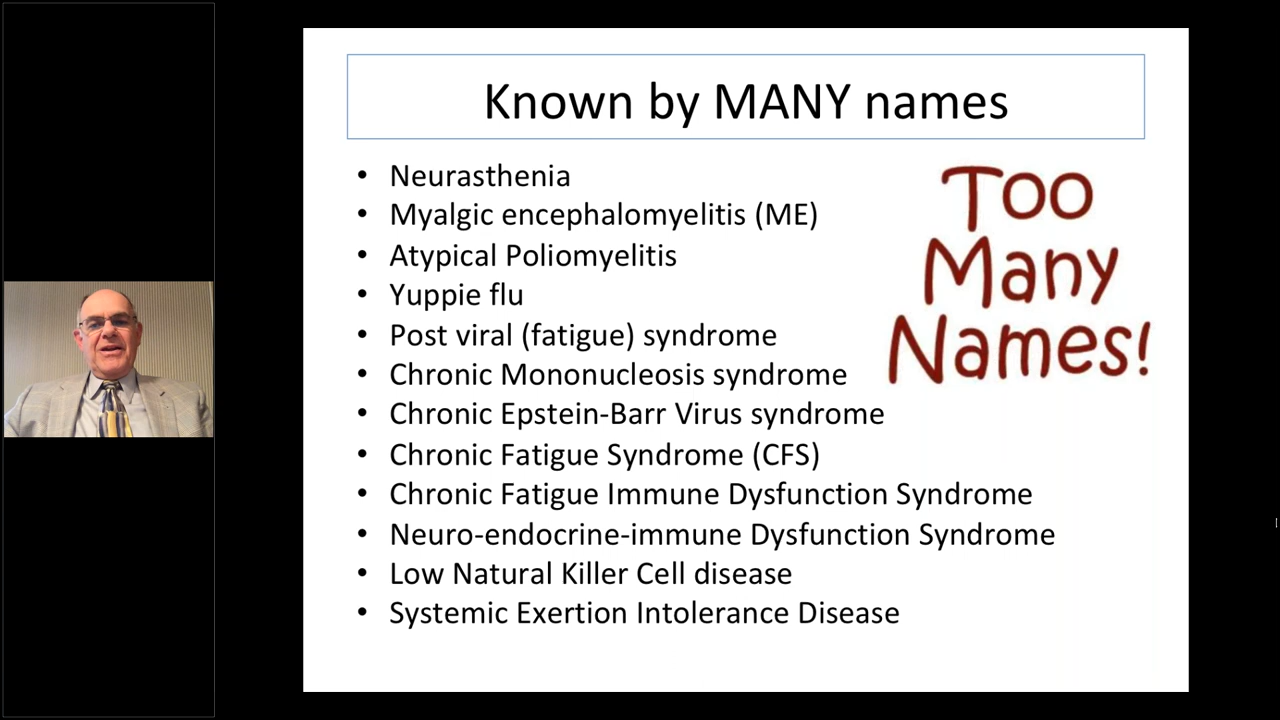 Known by MANY names
• Neurasthenia
• Myalgic encephalomyelitis (ME)
• Atypical Poliomyelitis
• Yuppie flu
• Post viral (fatigue) syndrome
• Chronic Mononucleosis syndrome
• Chronic Epstein-Barr Virus syndrome
• Chronic Fatigue Syndrome (CFS)
• Chronic Fatigue Immune Dysfunction Syndrome
• Neuro-endocrine-immune Dysfunction Syndrome
• Low Natural Killer Cell disease
• Systemic Exertion Intolerance Disease
Too
Many
Names!